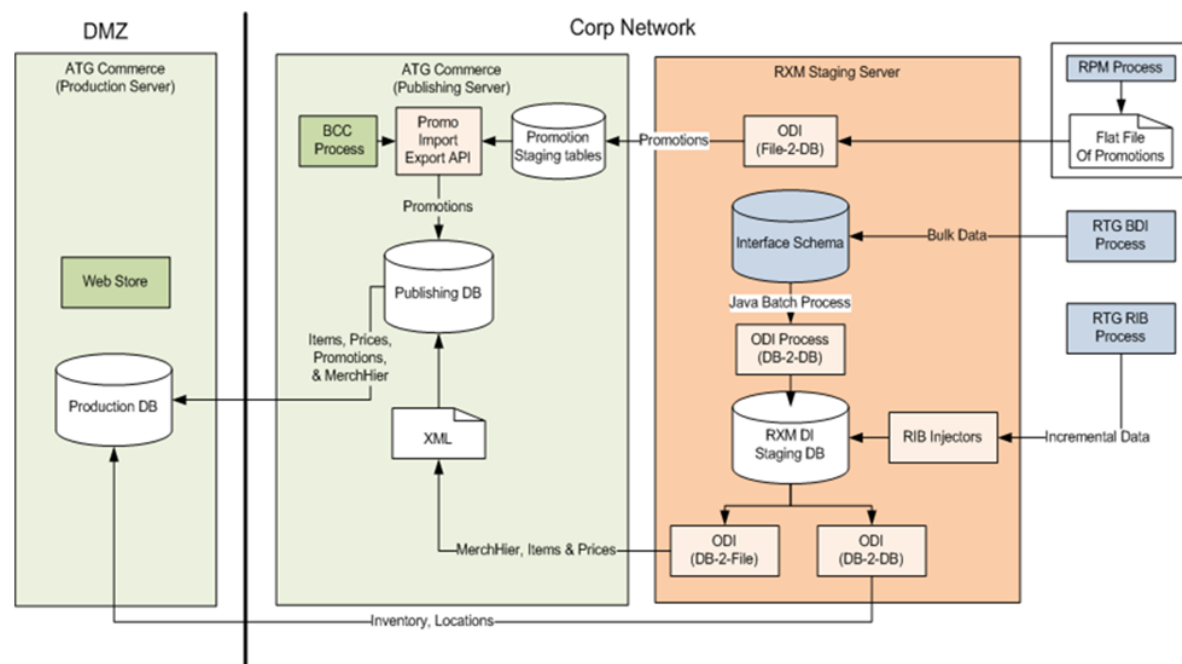 DMZ
Corp Network
ATG Commerce
(Production Server)
Web Store
Production DB
ATG Commerce
(Publishing Server)
BCC
Process
Promo
Import
Export API
Promotion
Staging tables
Promotions
Promotions
Publishing DB
Items, Prices,
Promotions,
& MerchHier
XML
MerchHier, Items & Prices
Inventory, Locations
RXM Staging Server
ODI
(File-2-DB)
Interface Schema
Java Batch Process
ODI Process
(DB-2-DB)
RXM DI
Staging DB
RIB Injectors
ODI
(DB-2-File)
ODI
(DB-2-DB)
RPM Process
Flat File
Of Promotions
Bulk Data
RTG BDI
Process
RTG RIB
Process
Incremental Data